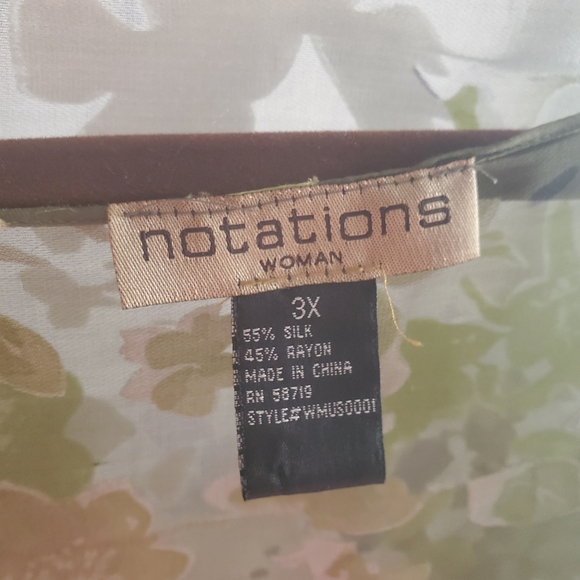 notations
WOMAN
3X
55% SILK
45% RAYON
MADE IN CHINA
RN 58719
STYLE#WMUS0001